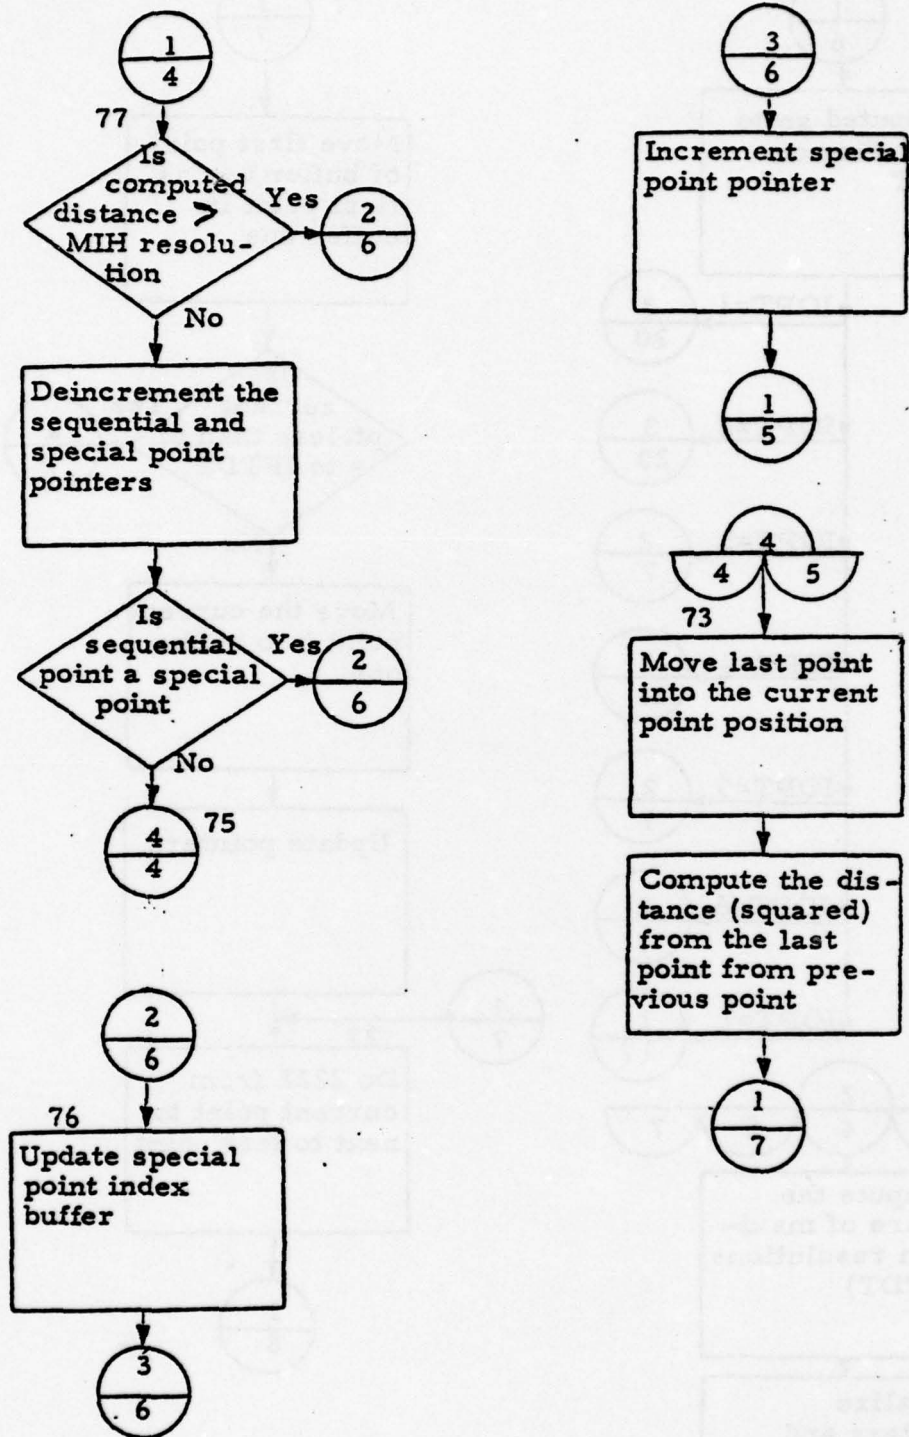 1
4
77
Is
computed
distance >
MIH resolu-
tion
Yes
2
6
No
Deincrement the
sequential and
special point
pointers
Is
sequential
point a special
point
Yes
2
6
No
4
4
75
2
6
76
Update special
point index
buffer
3
6
3
6
Increment special
point pointer
1
5
4
4 5
73
Move last point
into the current
point position
Compute the dis-
tance (squared)
from the last
point from pre-
vious point
1
7